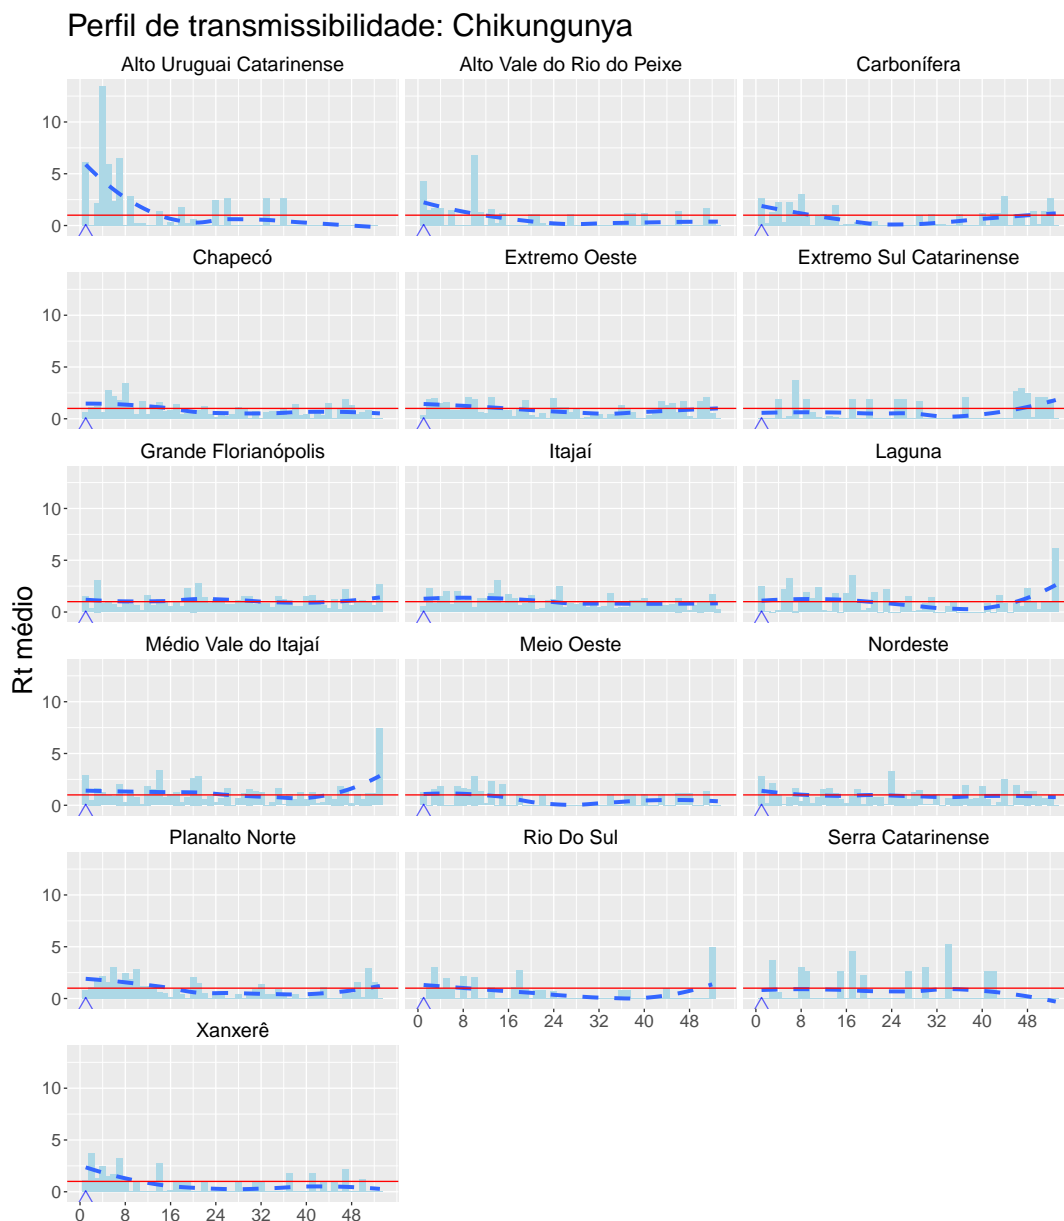 Perfil de transmissibilidade: Chikungunya
Alto Uruguai Catarinense
Alto Vale do Rio do Peixe
Carbonífera
10
5
0
Chapecó
Extremo Oeste
Extremo Sul Catarinense
10
5
0
Grande Florianópolis
Itajaí
Laguna
10
5
0
Rt médio
Médio Vale do Itajaí
Meio Oeste
Nordeste
10
5
0
Planalto Norte
Rio Do Sul
Serra Catarinense
10
5
0
0 8 16 24 32 40 48
0 8 16 24 32 40 48
Xanxerê
10
5
0
0 8 16 24 32 40 48